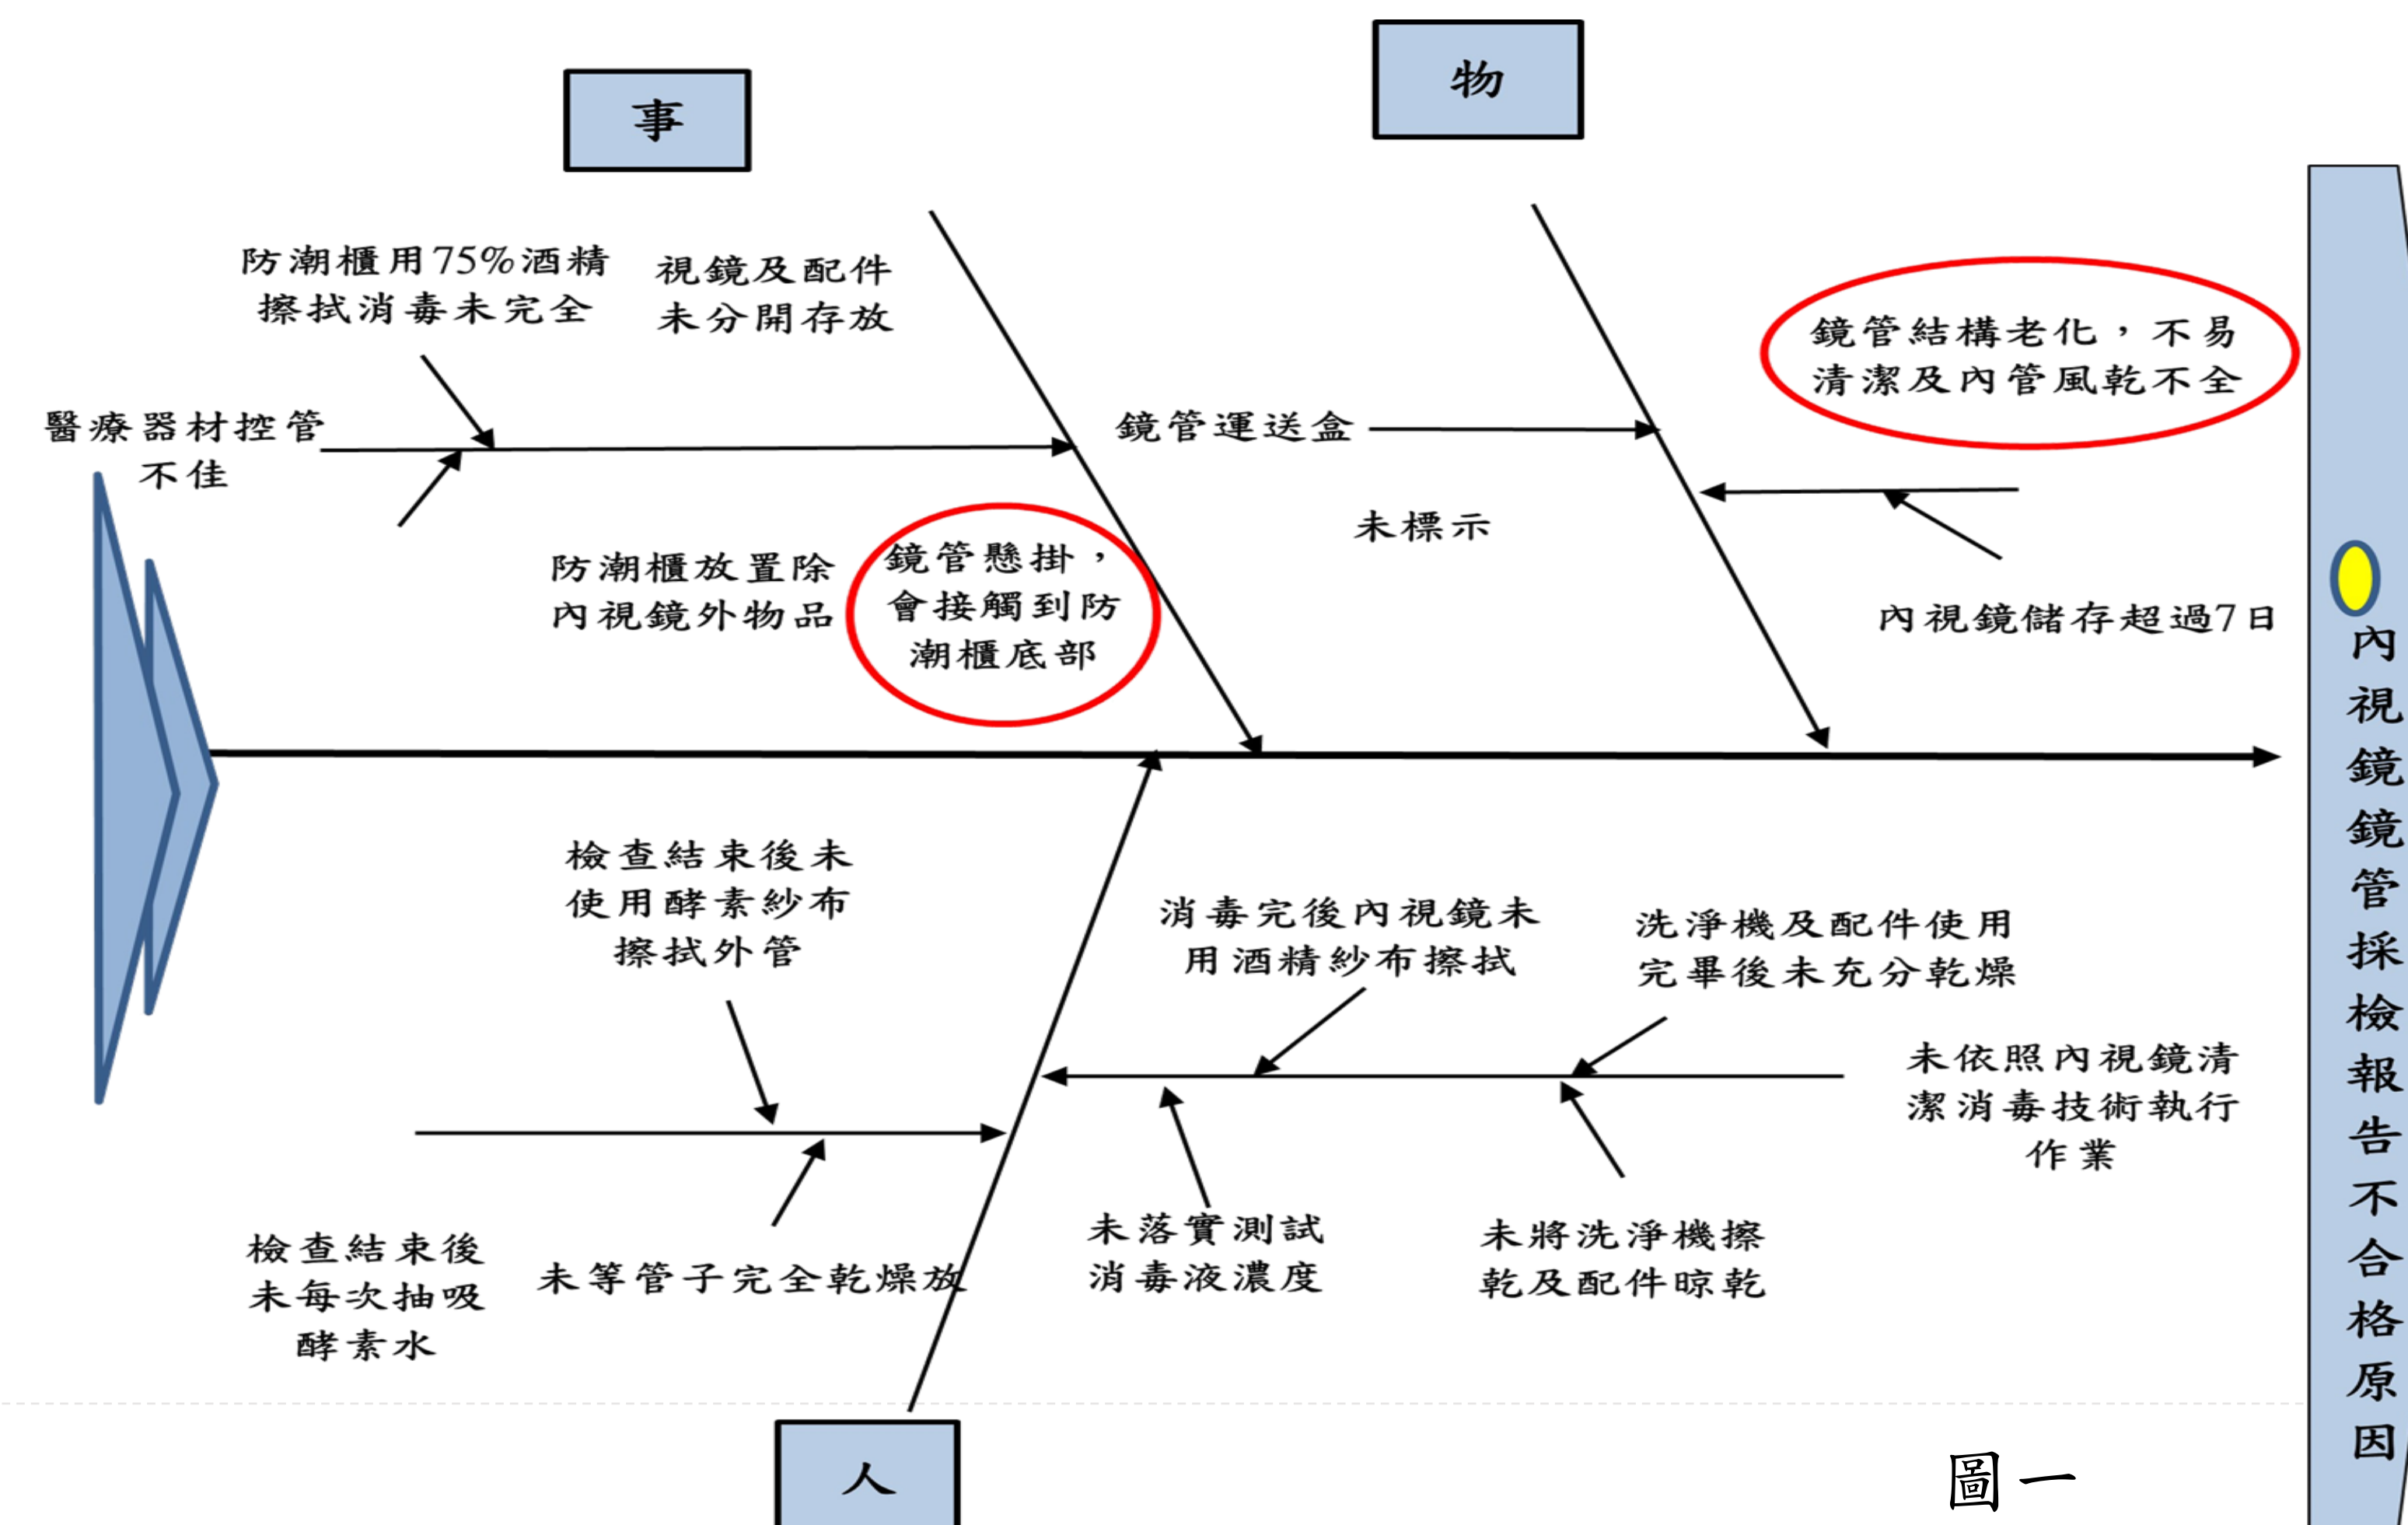 事
物
防潮櫃用75%酒精
擦拭消毒未完全
視鏡及配件
未分開存放
醫療器材控管
不佳
鏡管運送盒
未標示
鏡管結構老化，不易
清潔及內管風乾不全
內視鏡儲存超過7日
防潮櫃放置除
內視鏡外物品
鏡管懸掛，
會接觸到防
潮櫃底部
檢查結束後未
使用酵素紗布
擦拭外管
消毒完後內視鏡未
用酒精紗布擦拭
洗淨機及配件使用
完畢後未充分乾燥
未依照內視鏡清
潔消毒技術執行
作業
檢查結束後
未每次抽吸
酵素水
未等管子完全乾燥放
未落實測試
消毒液濃度
未將洗淨機擦
乾及配件晾乾
人
內視鏡鏡管採檢報告不合格原因
圖一